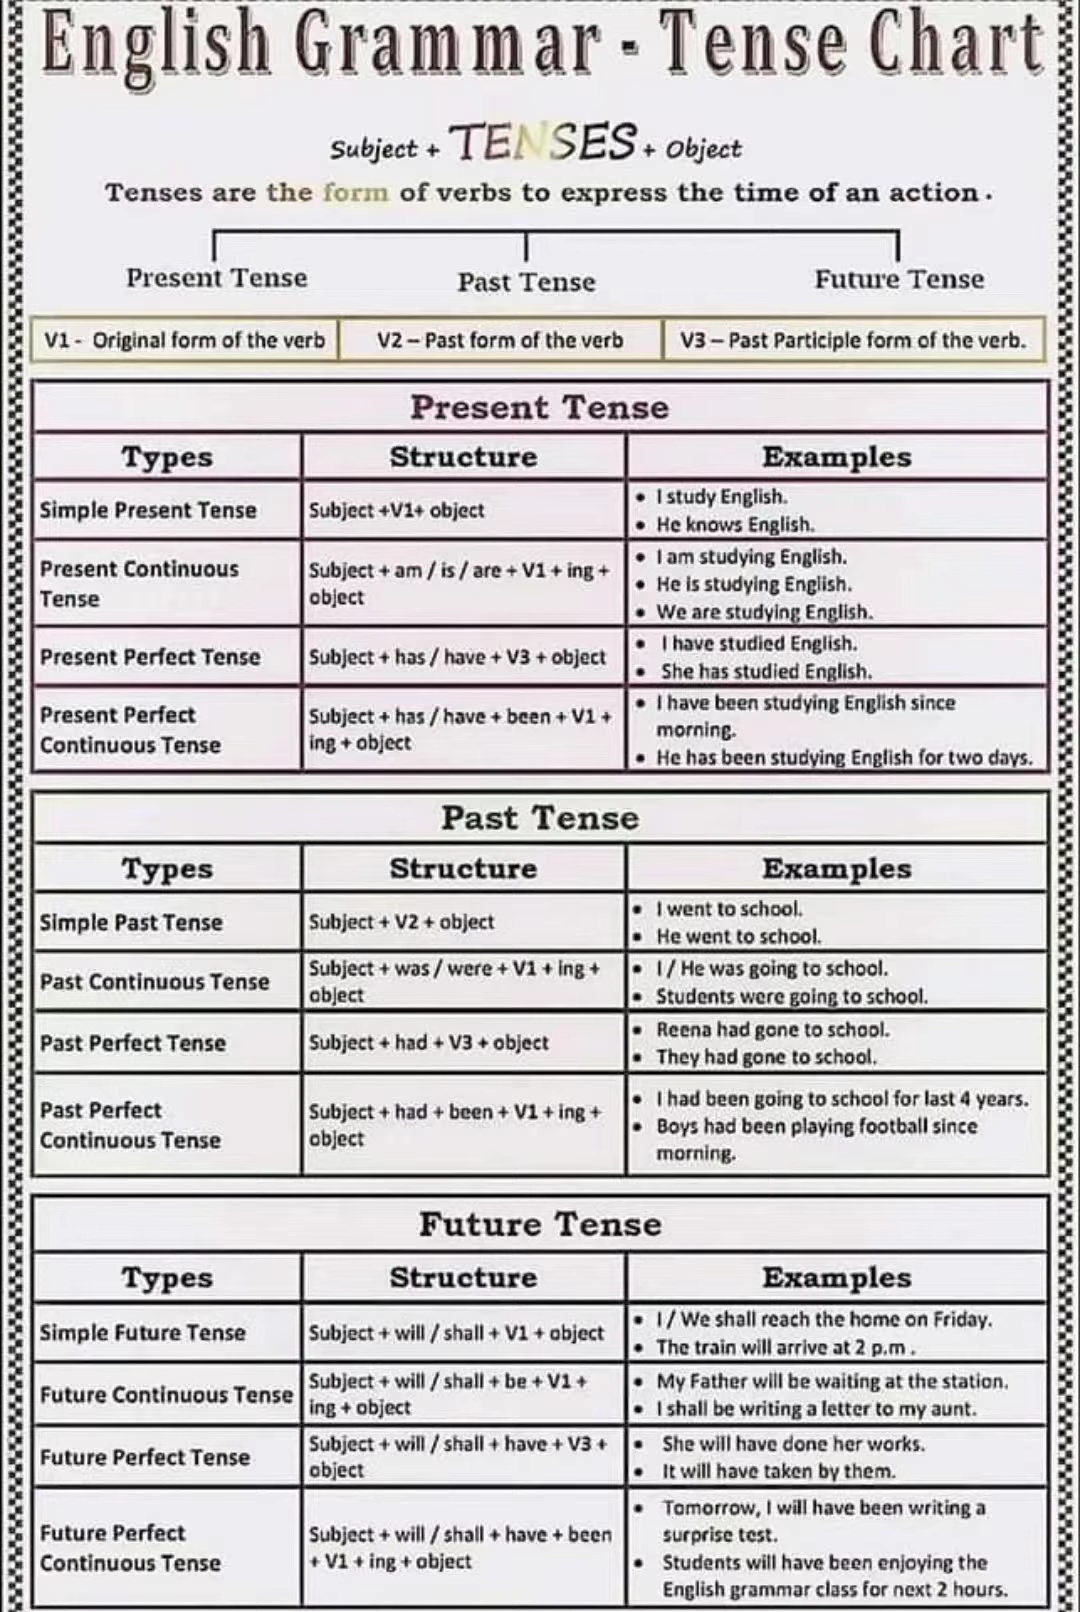 English Grammar - Tense Chart
Subject + TENSES + Object
Tenses are the form of verbs to express the time of an action.
Present Tense
Past Tense
Future Tense
V1 - Original form of the verb
V2 – Past form of the verb
V3 – Past Participle form of the verb.
Present Tense
Types
Structure
Examples
Simple Present Tense
Subject +V1+ object
• I study English.
• He knows English.
Present Continuous
Tense
Subject + am / is / are + V1 + ing +
object
• I am studying English.
• He is studying English.
• We are studying English.
Present Perfect Tense
Subject + has / have + V3 + object
• I have studied English.
• She has studied English.
Present Perfect
Continuous Tense
Subject + has / have + been + V1 +
ing + object
• I have been studying English since
morning.
• He has been studying English for two days.
Past Tense
Types
Structure
Examples
Simple Past Tense
Subject + V2 + object
• I went to school.
• He went to school.
Past Continuous Tense
Subject + was / were + V1 + ing +
object
• I / He was going to school.
• Students were going to school.
Past Perfect Tense
Subject + had + V3 + object
• Reena had gone to school.
• They had gone to school.
Past Perfect
Continuous Tense
Subject + had + been + V1 + ing +
object
• I had been going to school for last 4 years.
• Boys had been playing football since
morning.
Future Tense
Types
Structure
Examples
Simple Future Tense
Subject + will / shall + V1 + object
• I / We shall reach the home on Friday.
• The train will arrive at 2 p.m .
Future Continuous Tense
Subject + will / shall + be + V1 +
ing + object
• My Father will be waiting at the station.
• I shall be writing a letter to my aunt.
Future Perfect Tense
Subject + will / shall + have + V3 +
object
• She will have done her works.
• It will have taken by them.
Future Perfect
Continuous Tense
Subject + will / shall + have + been
+ V1 + ing + object
• Tomorrow, I will have been writing a
surprise test.
• Students will have been enjoying the
English grammar class for next 2 hours.